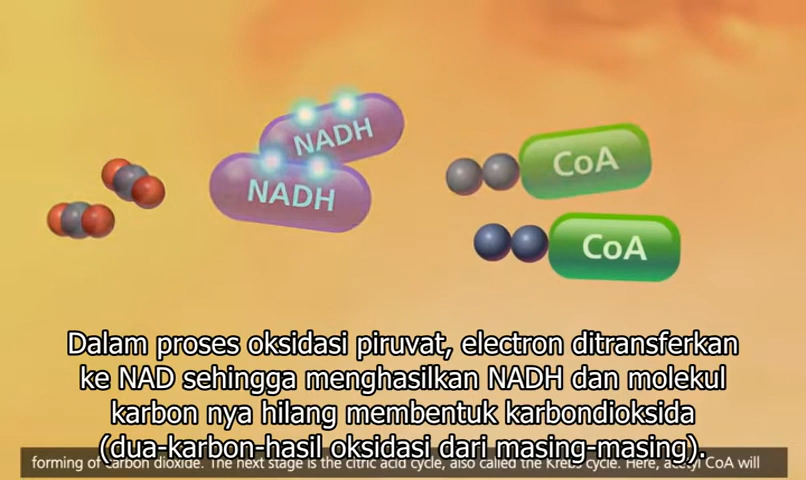 NADH
NADH
CoA
CoA
Dalam proses oksidasi piruvat, electron ditransferkan
ke NAD sehingga menghasilkan NADH dan molekul
karbon nya hilang membentuk karbondioksida
(dua-karbon-hasil oksidasi dari masing-masing).
forming of carbon dioxide. The next stage is the citric acid cycle, also called the Krebs cycle. Here, acetyl CoA will